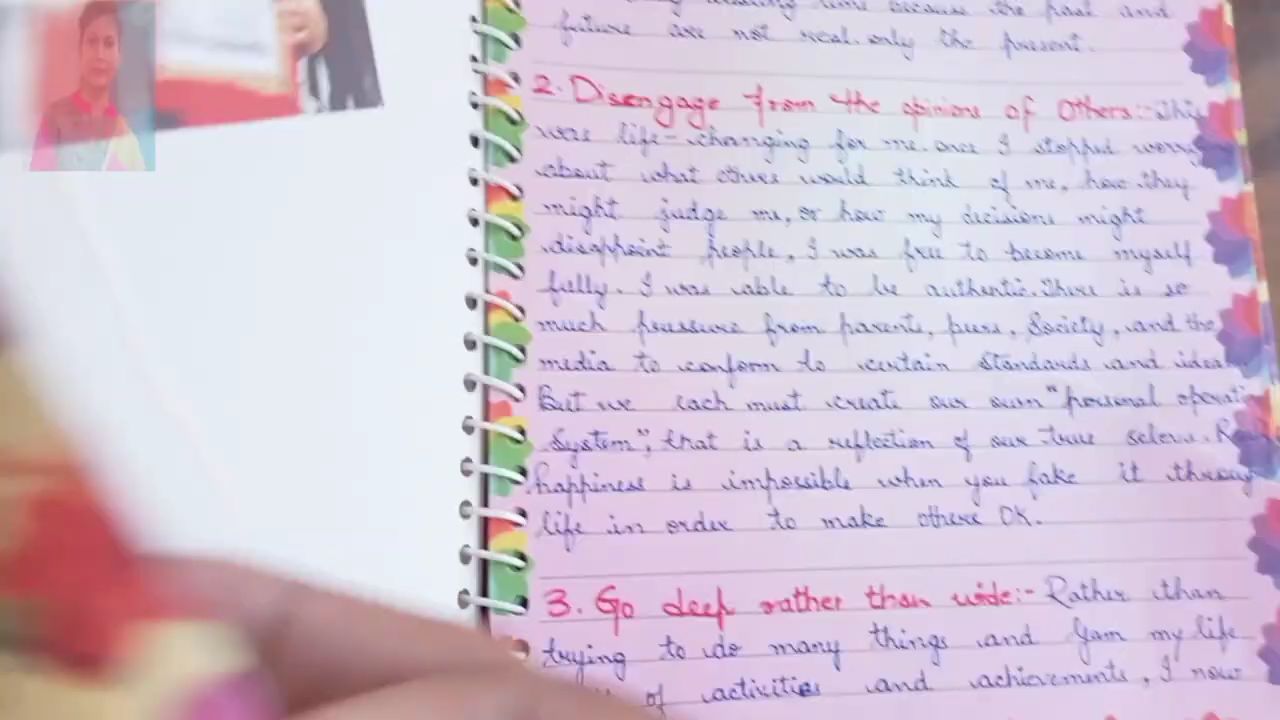 time because the past and
future are not real. only the present.
2. Disengage from the opinions of Others:- This
was life-changing for me. once I stopped worry
about what others would think of me, how they
might judge me, or how my decisions might
disappoint people, I was free to become myself
fully. I was able to be authentic. There is so
much pressure from parents, peers, Society, and the
media to conform to certain standards and idea
But we each must create our own "personal operati
System", that is a reflection of our true selves. R
happiness is impossible when you fake it throug
life in order to make others OK.
3. Go deep rather than wide:- Rather than
trying to do many things and Jam my life
of activities and achievements, I now